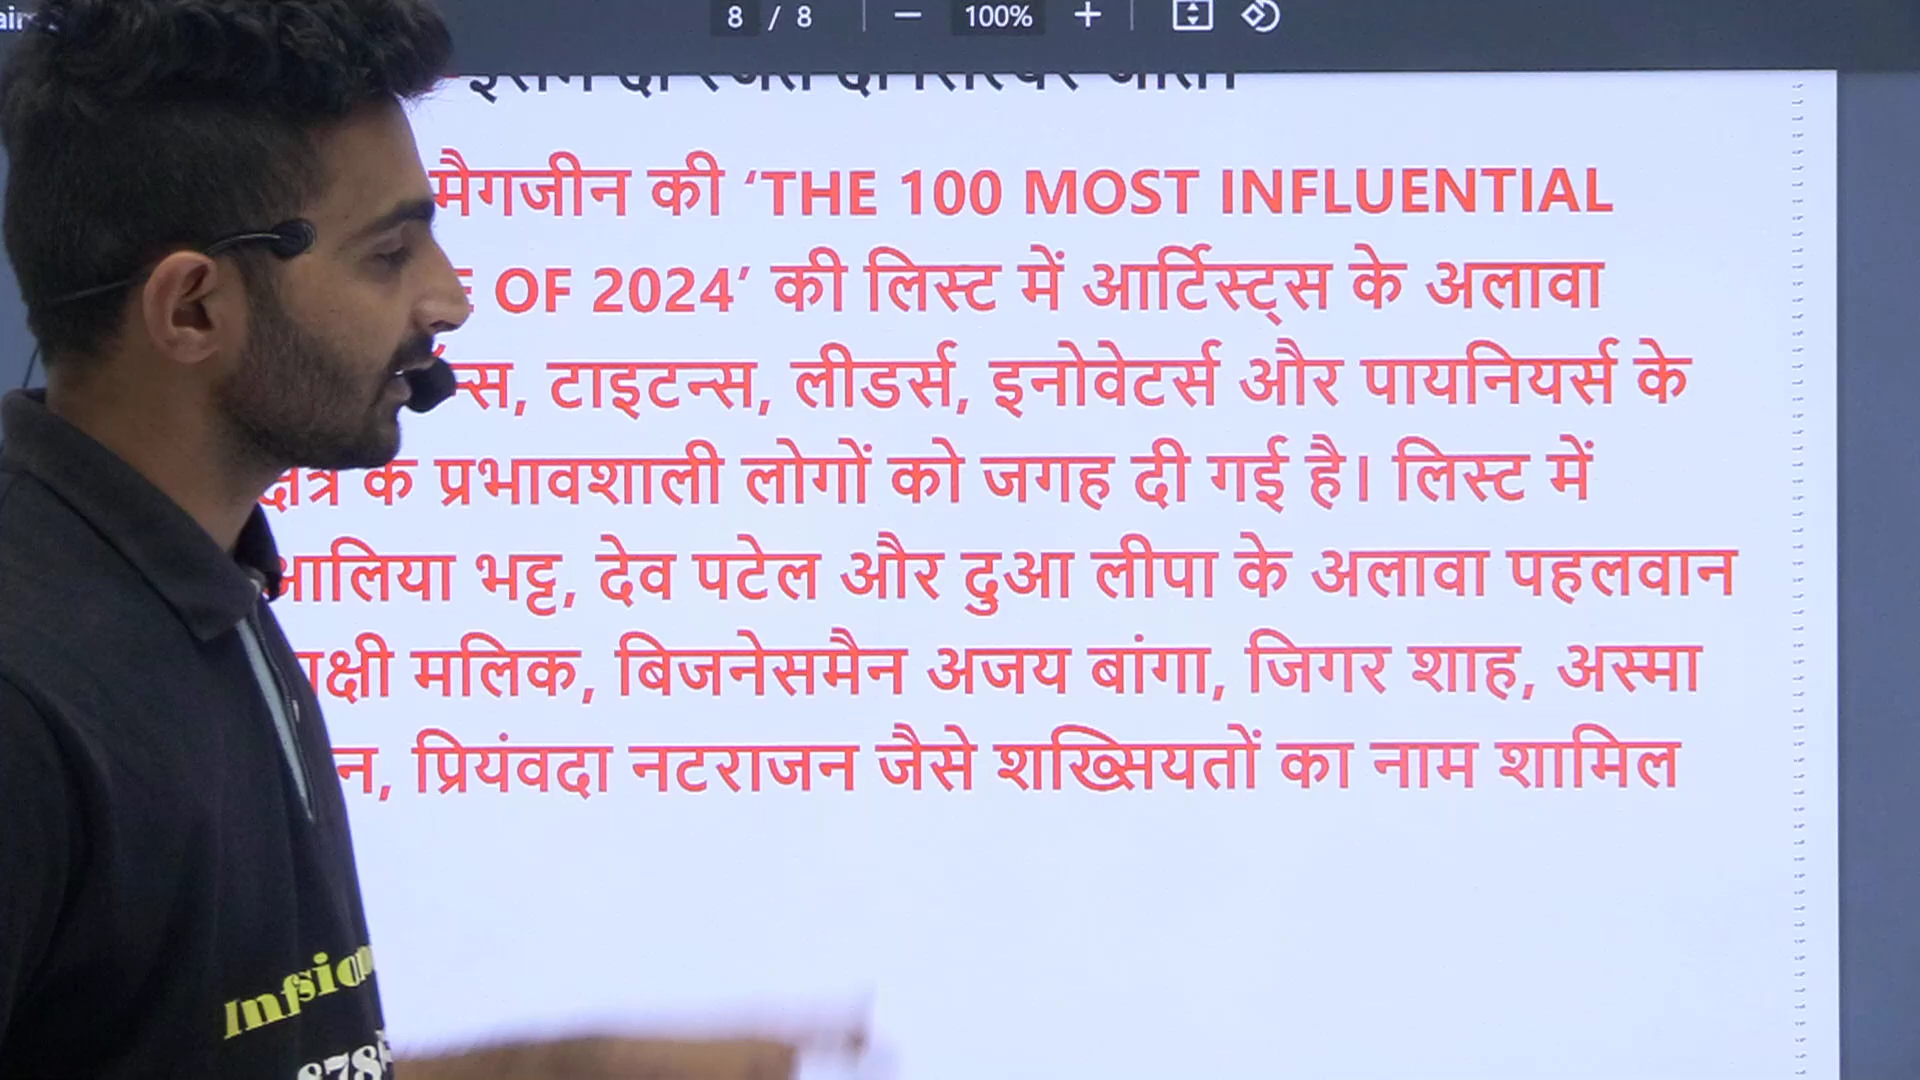 8 / 8 100%
मैगजीन की ‘THE 100 MOST INFLUENTIAL
OF 2024’ की लिस्ट में आर्टिस्ट्स के अलावा
टाइटन्स, लीडर्स, इनोवेटर्स और पायनियर्स के
क्षेत्र के प्रभावशाली लोगों को जगह दी गई है। लिस्ट में
आलिया भट्ट, देव पटेल और दुआ लीपा के अलावा पहलवान
मलिक, बिजनेसमैन अजय बांगा, जिगर शाह, अस्मा
प्रियंवदा नटराजन जैसे शख्सियतों का नाम शामिल